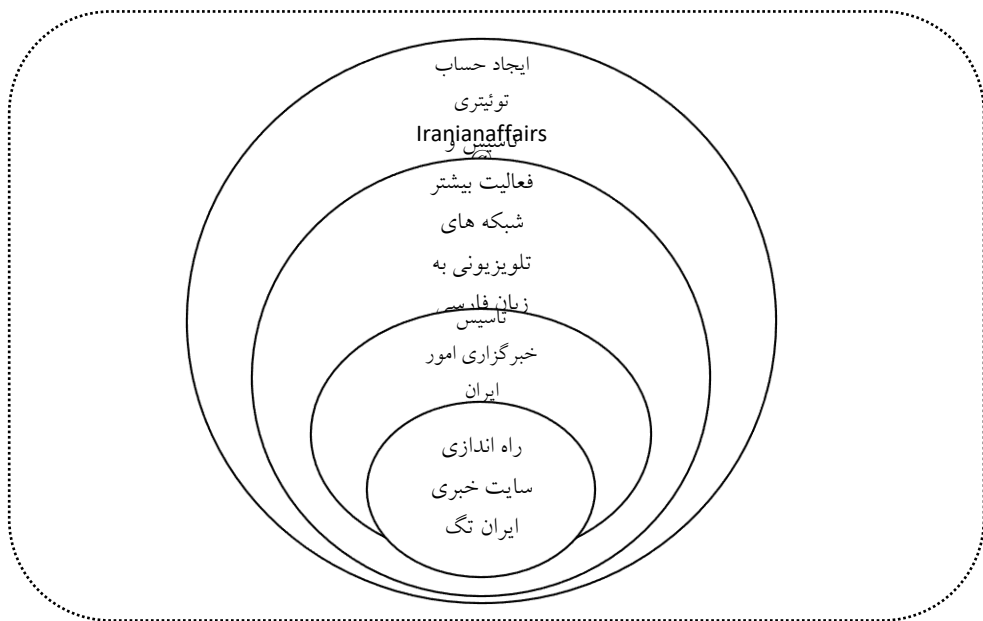 ایجاد حساب
توئیتری
Iranianaffairs
تاسیس و
فعالیت بیشتر
شبکه های
تلویزیونی به
زبان فارسی
تاسیس
خبرگزاری امور
ایران
راه اندازی
سایت خبری
ایران تگ